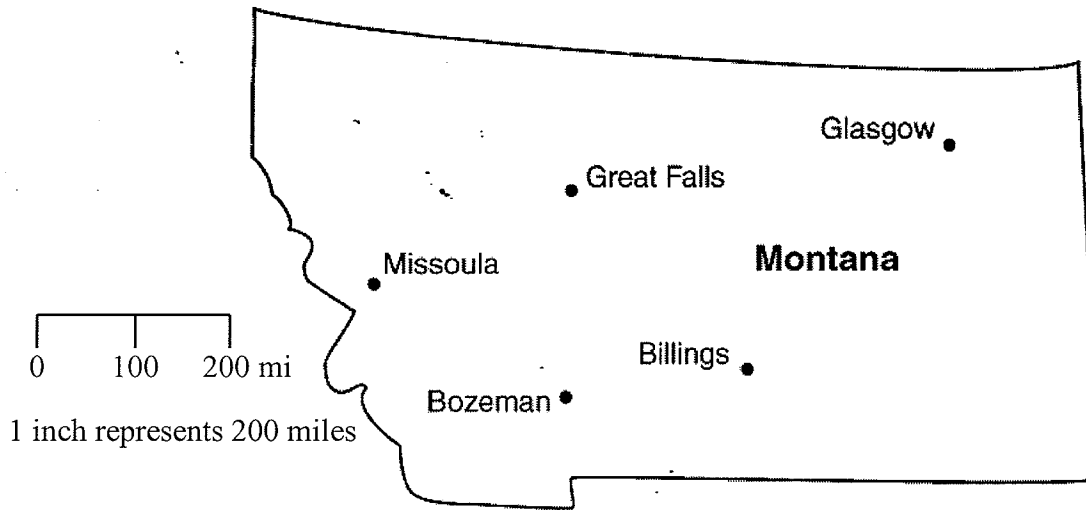 Glasgow
Great Falls
Montana
Missoula
0 100 200 mi
Billings
Bozeman
1 inch represents 200 miles